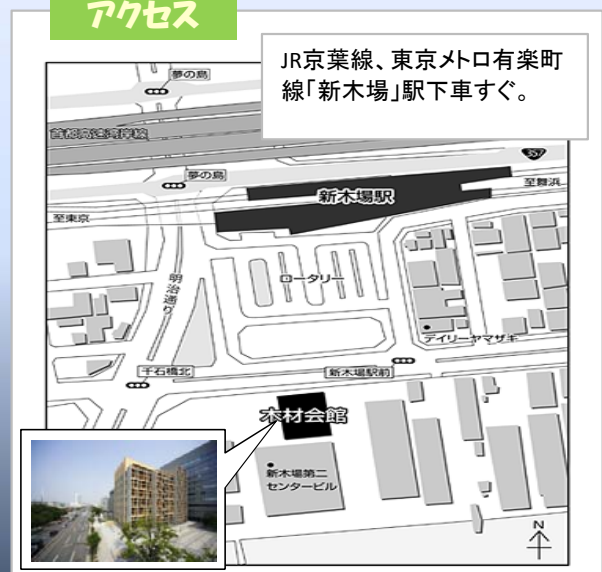 アクセス
JR京葉線、東京メトロ有楽町
線「新木場」駅下車すぐ。
夢の島
首都高速湾岸線
357
夢の島
新木場駅
至舞浜
至東京
明治通り
ロータリー
デイリーヤマザキ
千石橋北
新木場駅前
木材会館
新木場第二
センタービル
N